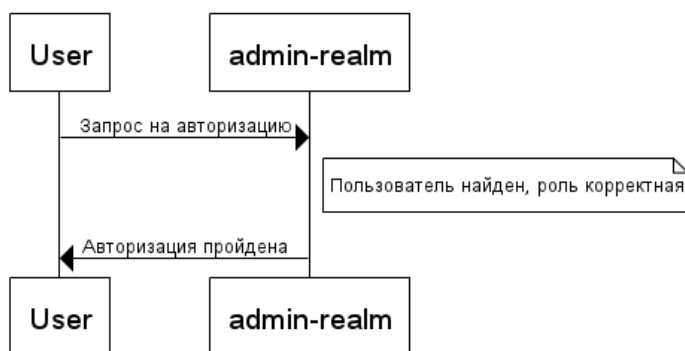 User
admin-realm
Запрос на авторизацию
Пользователь найден, роль корректная
Авторизация пройдена
User
admin-realm